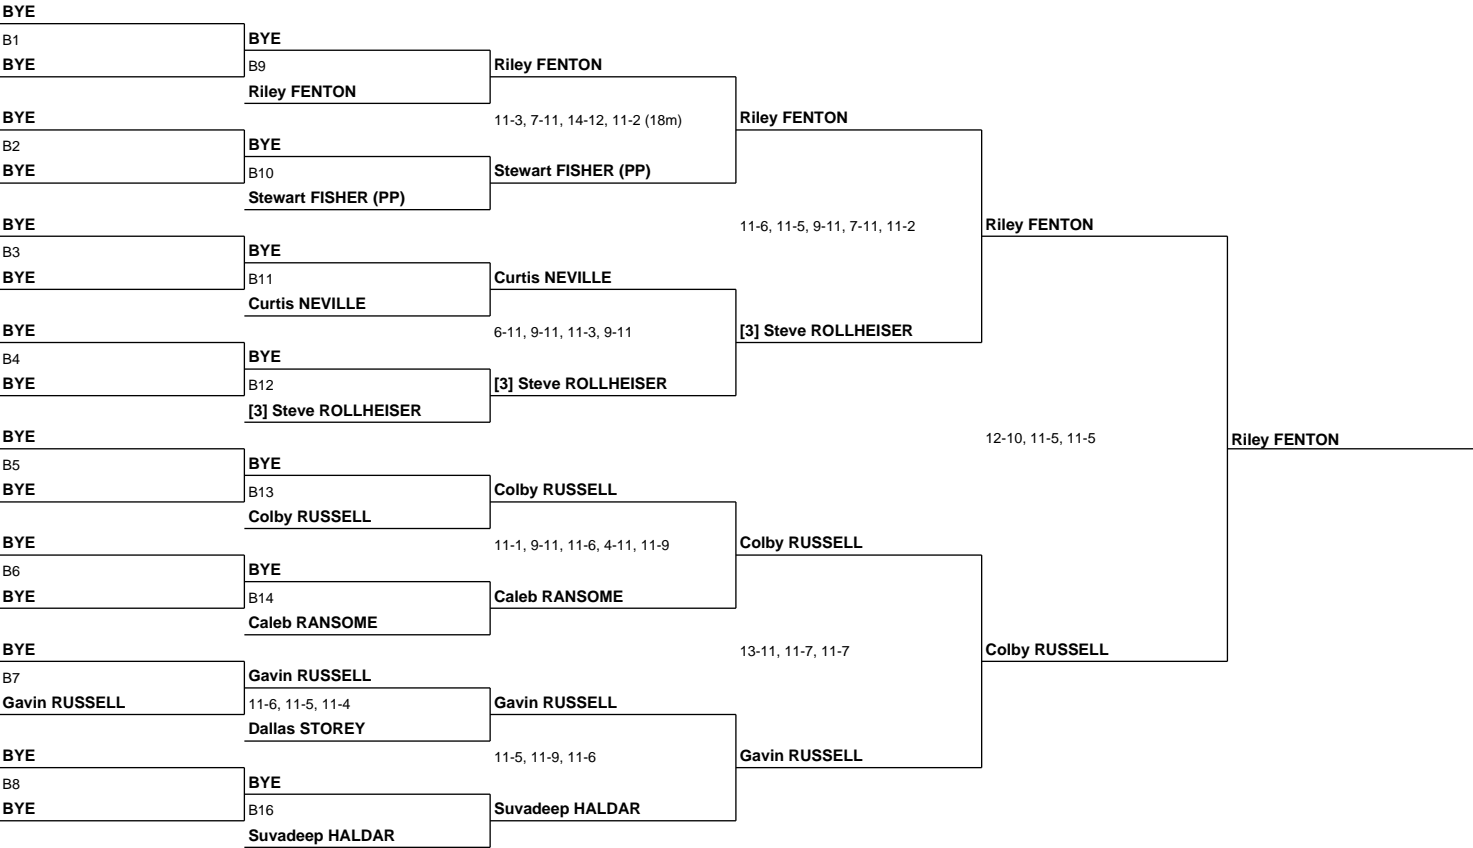 BYE
B1
BYE
BYE
B9
Riley FENTON
Riley FENTON
BYE
B2
BYE
BYE
B10
Stewart FISHER (PP)
11-3, 7-11, 14-12, 11-2 (18m)
Stewart FISHER (PP)
Riley FENTON
BYE
B3
BYE
BYE
B11
Curtis NEVILLE
Curtis NEVILLE
BYE
B4
BYE
BYE
B12
[3] Steve ROLLHEISER
6-11, 9-11, 11-3, 9-11
[3] Steve ROLLHEISER
11-6, 11-5, 9-11, 7-11, 11-2
[3] Steve ROLLHEISER
Riley FENTON
BYE
B5
BYE
BYE
B13
Colby RUSSELL
Colby RUSSELL
BYE
B6
BYE
BYE
B14
Caleb RANSOME
11-1, 9-11, 11-6, 4-11, 11-9
Caleb RANSOME
Colby RUSSELL
BYE
B7
Gavin RUSSELL
Gavin RUSSELL
11-6, 11-5, 11-4
Dallas STOREY
Gavin RUSSELL
BYE
B8
BYE
BYE
B16
Suvadeep HALDAR
11-5, 11-9, 11-6
Suvadeep HALDAR
13-11, 11-7, 11-7
Gavin RUSSELL
12-10, 11-5, 11-5
Colby RUSSELL
Riley FENTON